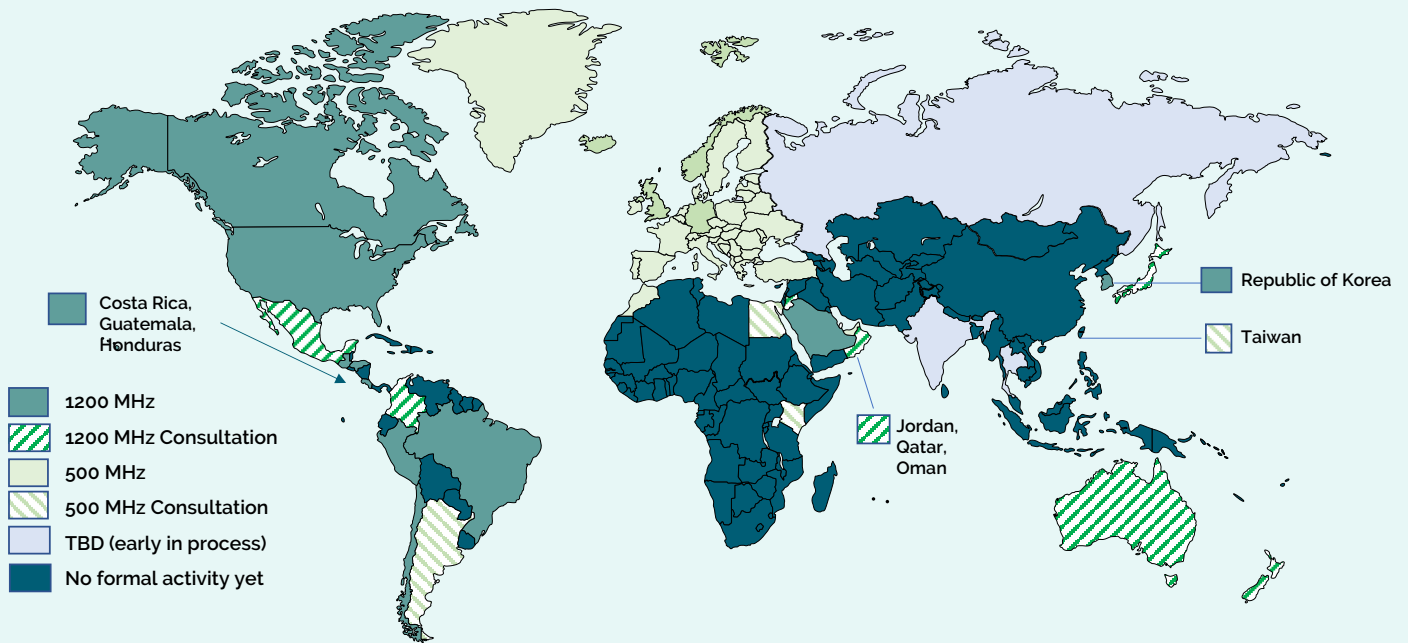 Costa Rica,
Guatemala,
Honduras
1200 MHz
1200 MHz Consultation
500 MHz
500 MHz Consultation
TBD (early in process)
No formal activity yet
Republic of Korea
Taiwan
Jordan,
Qatar,
Oman